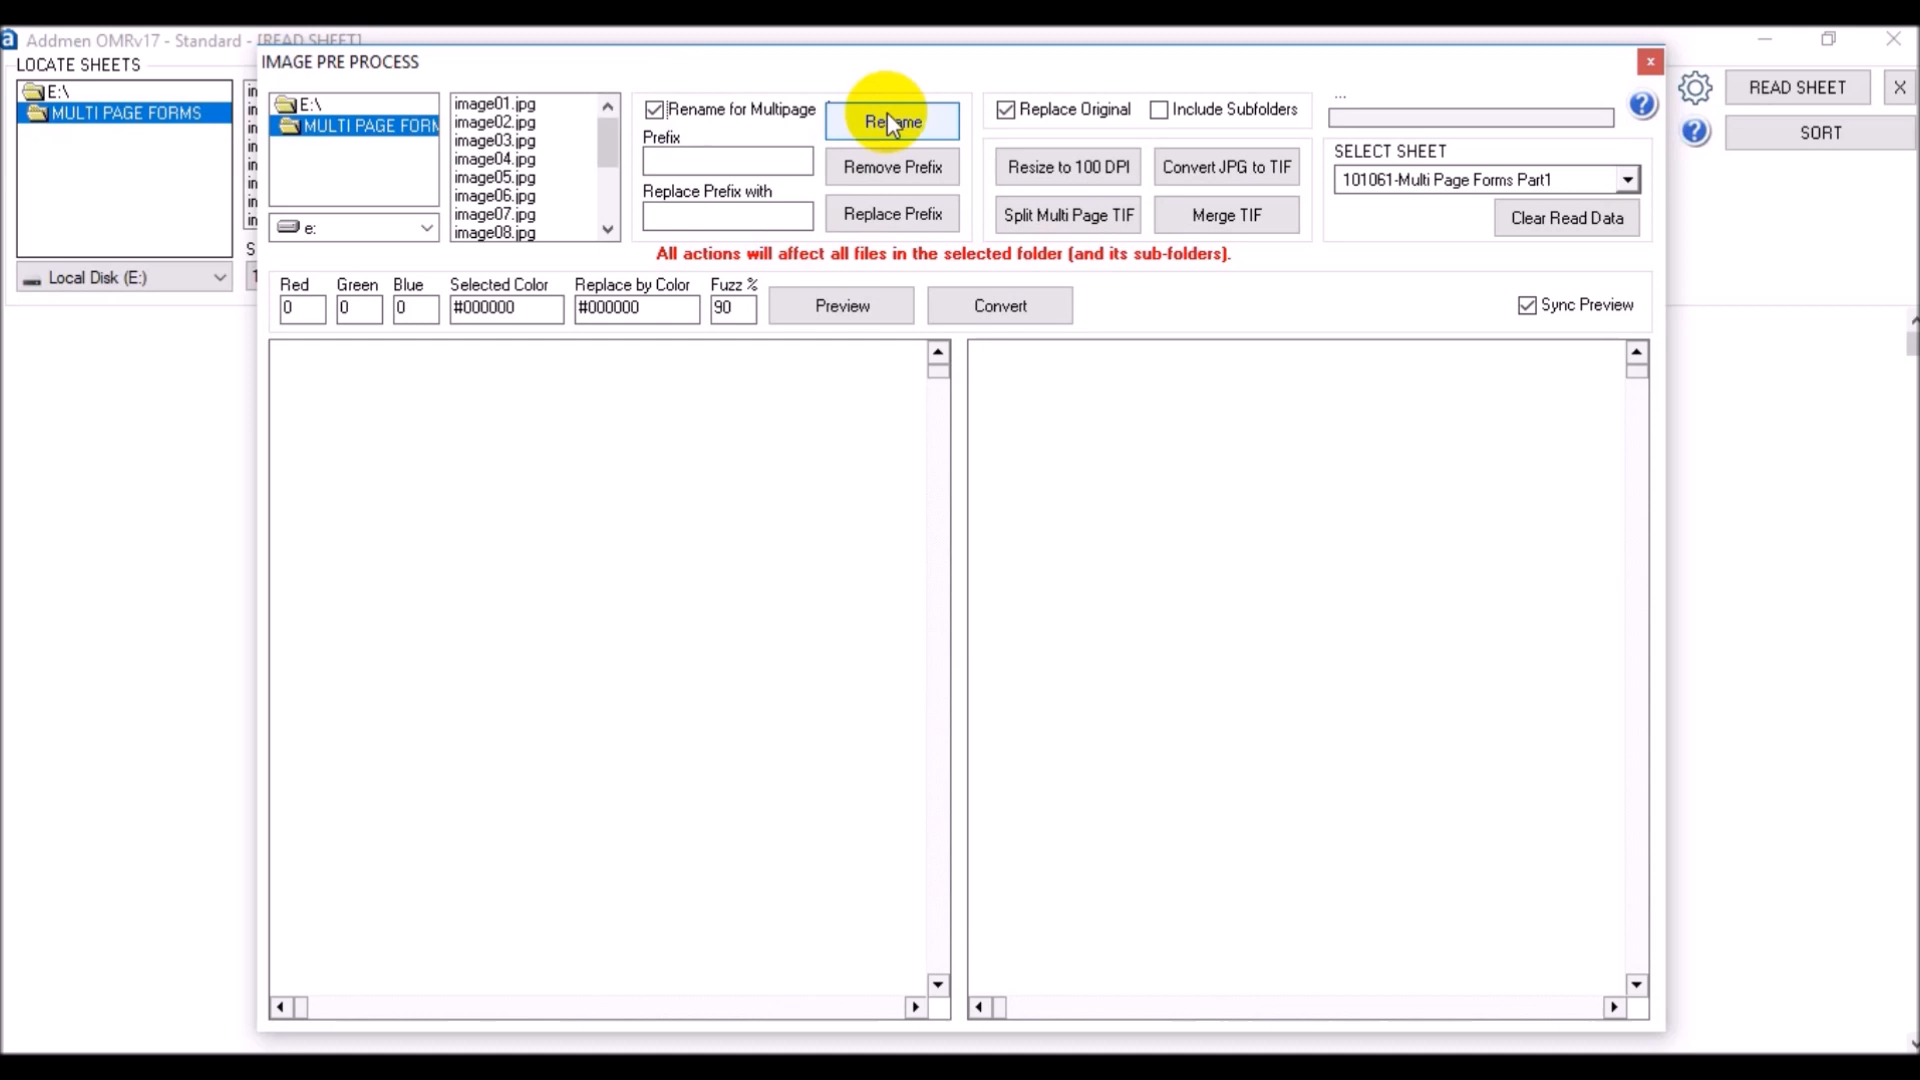 Addmen OMRv17 - Standard - [READ SHEET]
LOCATE SHEETS
E:\
MULTI PAGE FORMS
Local Disk (E:)
IMAGE PRE PROCESS
x
E:\
MULTI PAGE FORM
e:
image01.jpg
image02.jpg
image03.jpg
image04.jpg
image05.jpg
image06.jpg
image07.jpg
image08.jpg
Rename for Multipage
Rename
Prefix
Remove Prefix
Replace Prefix with
Replace Prefix
Replace Original
Include Subfolders
Resize to 100 DPI
Convert JPG to TIF
Split Multi Page TIF
Merge TIF
...
?
SELECT SHEET
101061-Multi Page Forms Part1
Clear Read Data
All actions will affect all files in the selected folder (and its sub-folders).
Red
Green
Blue
Selected Color
Replace by Color
Fuzz %
0
0
0
#000000
#000000
90
Preview
Convert
Sync Preview
READ SHEET
X
?
SORT